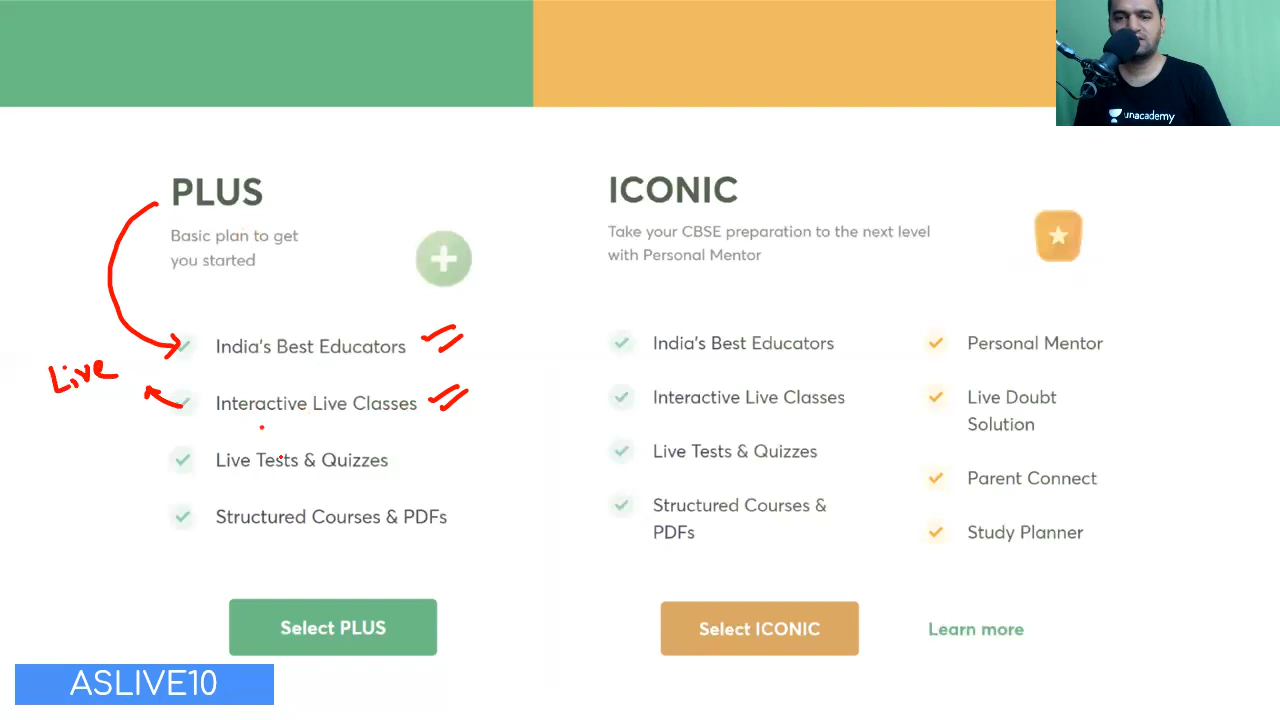 unacademy
PLUS
Basic plan to get
you started
India's Best Educators
Live
Interactive Live Classes
Live Tests & Quizzes
Structured Courses & PDFs
Select PLUS
ICONIC
Take your CBSE preparation to the next level
with Personal Mentor
India's Best Educators
Interactive Live Classes
Live Tests & Quizzes
Structured Courses &
PDFs
Personal Mentor
Live Doubt
Solution
Parent Connect
Study Planner
Select ICONIC
Learn more
ASLIVE10